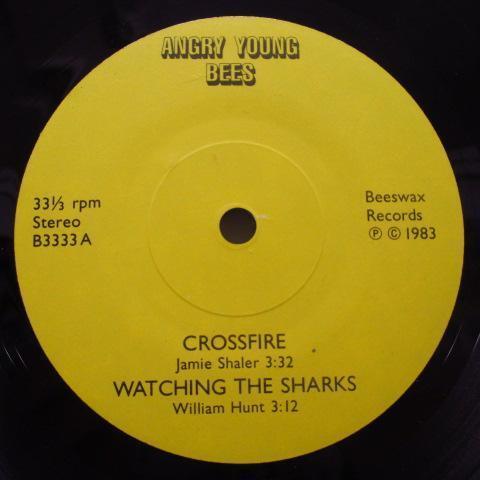 ANGRY YOUNG
BEES
33⅓ rpm
Stereo
B3333A
Beeswax
Records
Ⓟ © 1983
CROSSFIRE
Jamie Shaler 3:32
WATCHING THE SHARKS
William Hunt 3:12